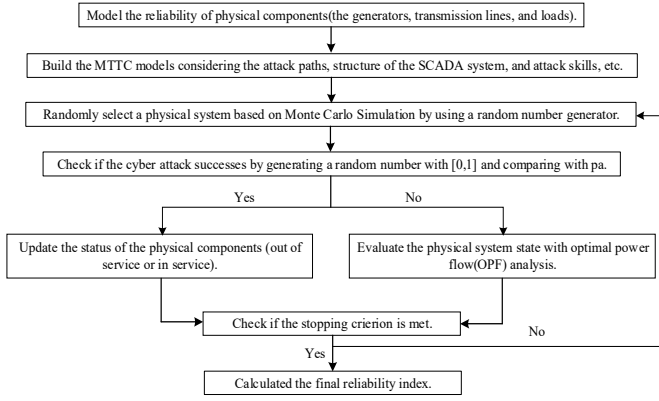 Model the reliability of physical components(the generators, transmission lines, and loads).
Build the MTTC models considering the attack paths, structure of the SCADA system, and attack skills, etc.
Randomly select a physical system based on Monte Carlo Simulation by using a random number generator.
Check if the cyber attack successes by generating a random number with [0,1] and comparing with pa.
Yes
No
Update the status of the physical components (out of
service or in service).
Evaluate the physical system state with optimal power
flow(OPF) analysis.
Check if the stopping crierion is met.
No
Yes
Calculated the final reliability index.